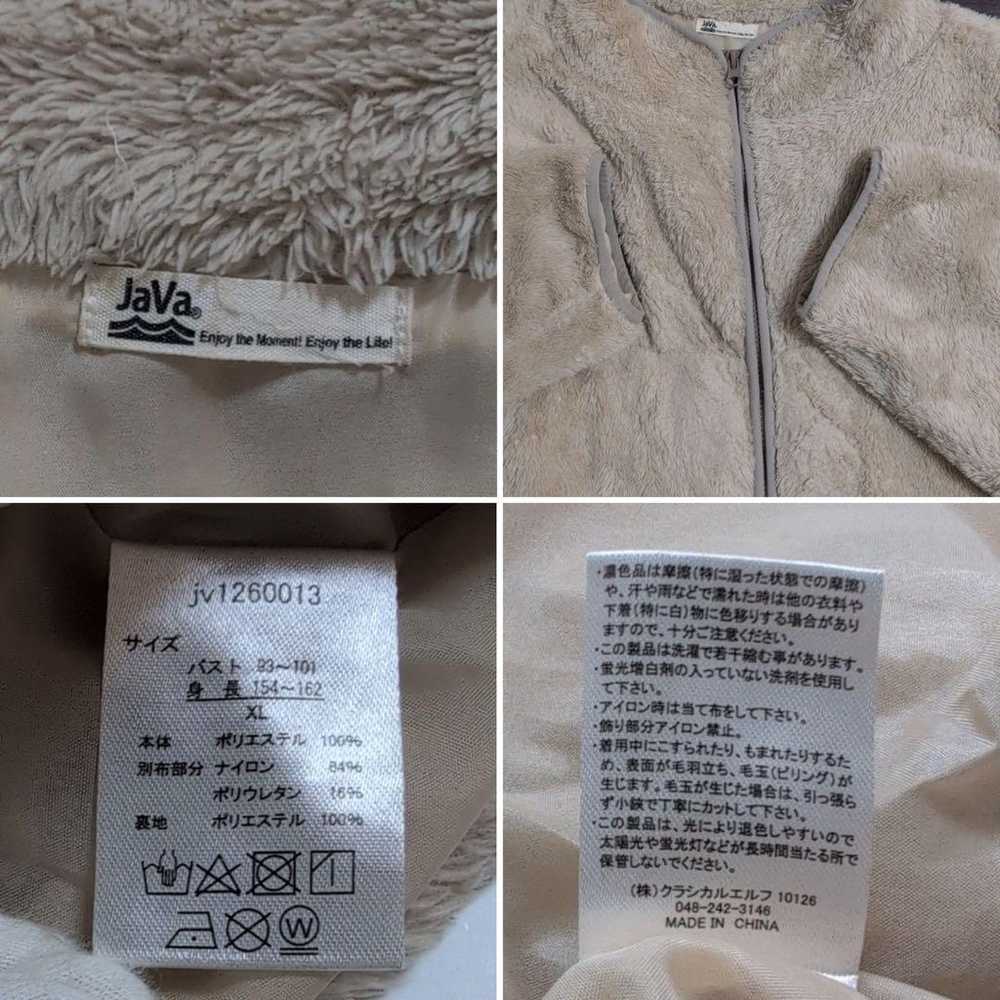 JaVa®
Enjoy the Moment! Enjoy the Life!
JaVa
jv1260013
サイズ
バスト 93～101
身長 154～162
XL
本体 ポリエステル 100%
別布部分 ナイロン 84%
ポリウレタン 16%
裏地 ポリエステル 100%
W
・濃色品は摩擦(特に湿った状態での摩擦)
や、汗や雨などで濡れた時は他の衣料や
下着(特に白)物に色移りする場合があり
ますので、十分ご注意ください。
・この製品は洗濯で若干縮む事があります。
・蛍光増白剤の入っていない洗剤を使用し
て下さい。
・アイロン時は当て布をして下さい。
・飾り部分アイロン禁止。
・着用中にこすられたり、もまれたりするた
め、表面が毛羽立ち、毛玉(ピリング)が
生じます。毛玉が生じた場合は、引っ張ら
ず小鋏で丁寧にカットして下さい。
・この製品は、光により退色しやすいので
太陽光や蛍光灯などが長時間当たる所で
保管しないでください。
(株)クラシカルエルフ 10126
048-242-3146
MADE IN CHINA